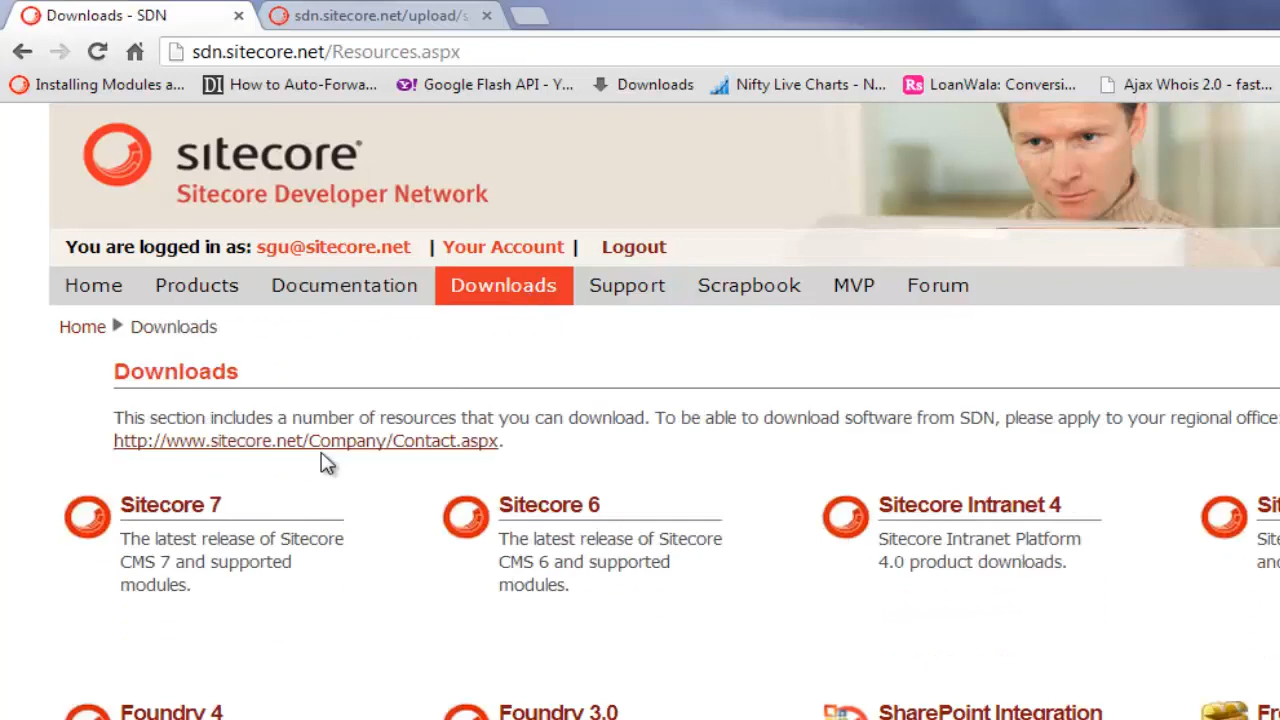 Downloads - SDN
sdn.sitecore.net/upload/s
sdn.sitecore.net/Resources.aspx
Installing Modules a... How to Auto-Forwa... Google Flash API - Y... Downloads Nifty Live Charts - N... LoanWala: Conversi... Ajax Whois 2.0 - fast...
sitecore
Sitecore Developer Network
You are logged in as: sgu@sitecore.net | Your Account | Logout
Home Products Documentation Downloads Support Scrapbook MVP Forum
Home Downloads
Downloads
This section includes a number of resources that you can download. To be able to download software from SDN, please apply to your regional office:
http://www.sitecore.net/Company/Contact.aspx.
Sitecore 7
The latest release of Sitecore
CMS 7 and supported
modules.
Sitecore 6
The latest release of Sitecore
CMS 6 and supported
modules.
Sitecore Intranet 4
Sitecore Intranet Platform
4.0 product downloads.
Foundry 4
Foundry 3.0
SharePoint Integration